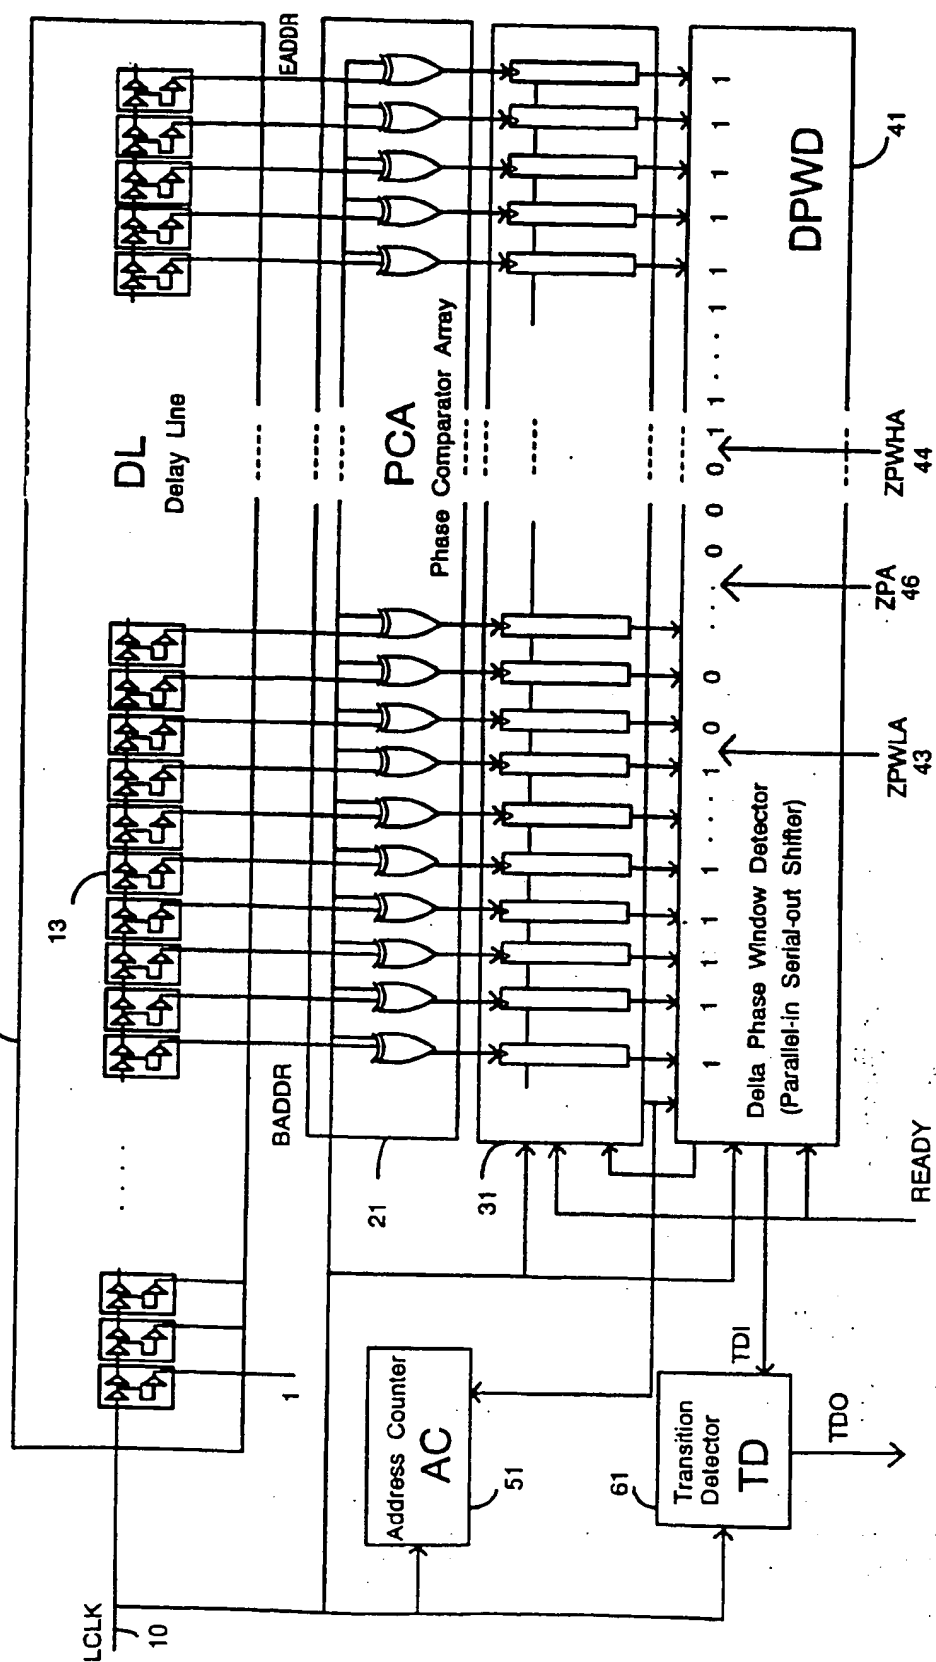 LCLK
10
1
13
DL
Delay Line
BADDR
EADDR
21
PCA
Phase Comparator Array
31
Address Counter
AC
51
61
Transition
Detector
TD
TDI
TDO
READY
1 1 1 1 1 . . . . 1 0 0 . . . 0 0 0 1 1 . . . . 1 1 1 1 1
Delta Phase Window Detector
(Parallel-in Serial-out Shifter)
DPWD
41
ZPWLA
43
ZPA
46
ZPWHA
44